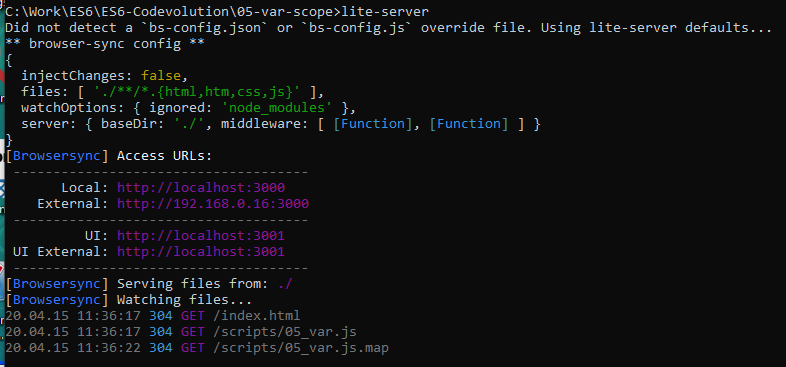 C:\Work\ES6\ES6-Codevolution\05-var-scope>lite-server
Did not detect a `bs-config.json` or `bs-config.js` override file. Using lite-server defaults...
** browser-sync config **
{
  injectChanges: false,
  files: [ './**/*.{html,htm,css,js}' ],
  watchOptions: { ignored: 'node_modules' },
  server: { baseDir: './', middleware: [ [Function], [Function] ] }
}
[Browsersync] Access URLs:
 --------------------------------------
       Local: http://localhost:3000
    External: http://192.168.0.16:3000
 --------------------------------------
          UI: http://localhost:3001
 UI External: http://localhost:3001
 --------------------------------------
[Browsersync] Serving files from: ./
[Browsersync] Watching files...
20.04.15 11:36:17 304 GET /index.html
20.04.15 11:36:17 304 GET /scripts/05_var.js
20.04.15 11:36:22 304 GET /scripts/05_var.js.map